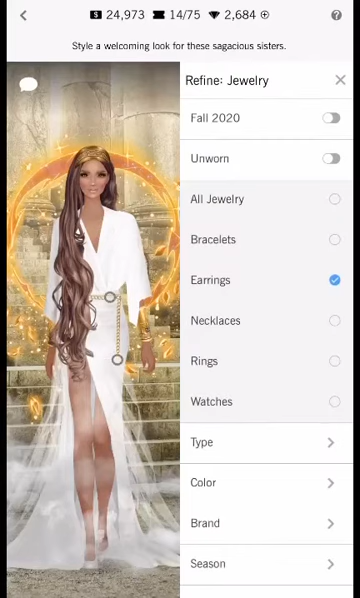 24,973 14/75 2,684
Style a welcoming look for these sagacious sisters.
Refine: Jewelry
Fall 2020
Unworn
All Jewelry
Bracelets
Earrings
Necklaces
Rings
Watches
Type
Color
Brand
Season